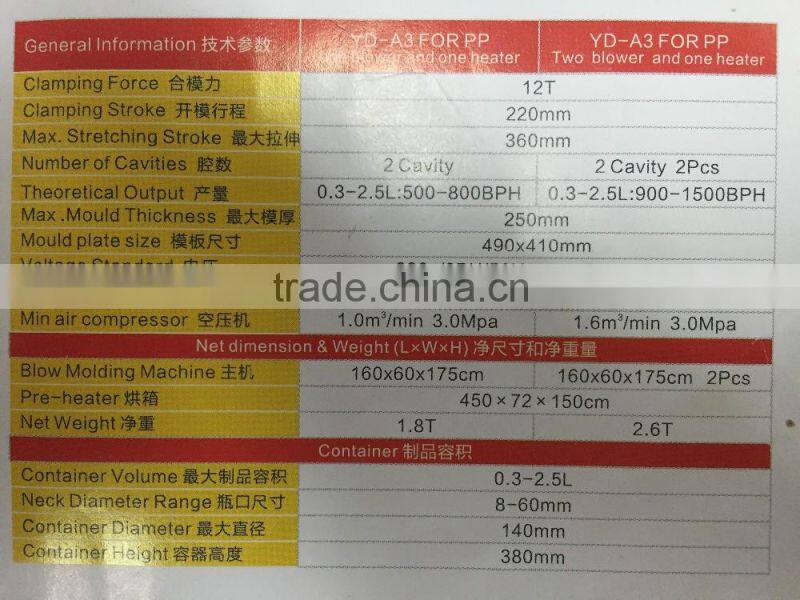 General Information 技术参数 YD-A3 FOR PP YD-A3 FOR PP
One blower and one heater Two blower and one heater
Clamping Force 合模力 12T
Clamping Stroke 开模行程 220mm
Max. Stretching Stroke 最大拉伸 360mm
Number of Cavities 腔数 2 Cavity 2 Cavity 2Pcs
Theoretical Output 产量 0.3-2.5L:500-800BPH 0.3-2.5L:900-1500BPH
Max .Mould Thickness 最大模厚 250mm
Mould plate size 模板尺寸 490x410mm
Voltage Standard 电压
trade.china.cn
Min air compressor 空压机 1.0m³/min 3.0Mpa 1.6m³/min 3.0Mpa
Net dimension & Weight (L×W×H) 净尺寸和净重量
Blow Molding Machine 主机 160x60x175cm 160x60x175cm 2Pcs
Pre-heater 烘箱 450×72×150cm
Net Weight 净重 1.8T 2.6T
Container 制品容积
Container Volume 最大制品容积 0.3-2.5L
Neck Diameter Range 瓶口尺寸 8-60mm
Container Diameter 最大直径 140mm
Container Height 容器高度 380mm